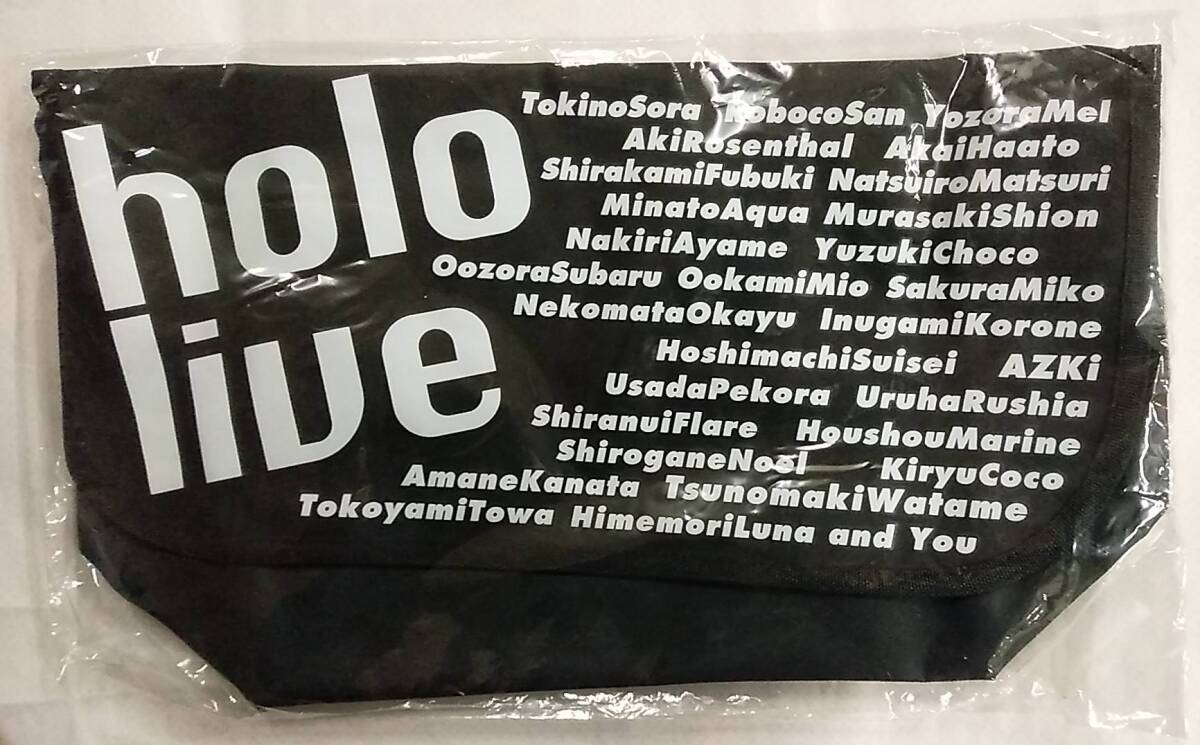 holo
live
TokinoSora RobocoSan YozoraMel
AkiRosenthal AkaiHaato
ShirakamiFubuki NatsuiroMatsuri
MinatoAqua MurasakiShion
NakiriAyame YuzukiChoco
OozoraSubaru OokamiMio SakuraMiko
NekomataOkayu InugamiKorone
HoshimachiSuisei AZKi
UsadaPekora UruhaRushia
ShiranuiFlare HoushouMarine
ShiroganeNoel KiryuCoco
AmaneKanata TsunomakiWatame
TokoyamiTowa HimemoriLuna and You